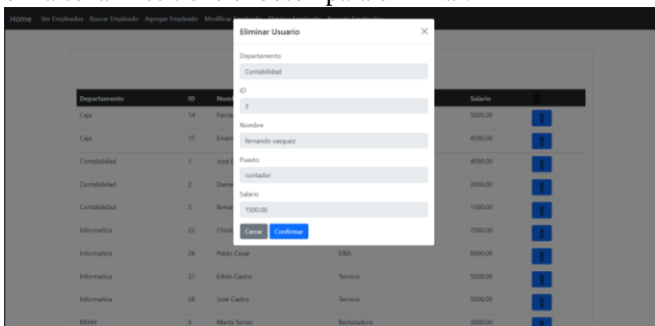 Home Ver Empleados Buscar Empleado Agregar Empleado Modificar
Eliminar Usuario
Departamento
Contabilidad
ID
3
Nombre
fernando vasquez
Puesto
contador
Salario
1500.00
Cerrar Confirmar
Departamento ID Salario
Caja 14 5000.00
Caja 15 4500.00
Contabilidad 1 4000.00
Contabilidad 2 2000.00
Contabilidad 3 1500.00
Informatica 25 7000.00
Informatica 26 Pablo Cesar DBA 6000.00
Informatica 27 Edwin Castro Tecnico 5000.00
Informatica 28 José Castro Tecnico 5000.00
RRHH 5 Marta Torres Reclutadora 3000.00